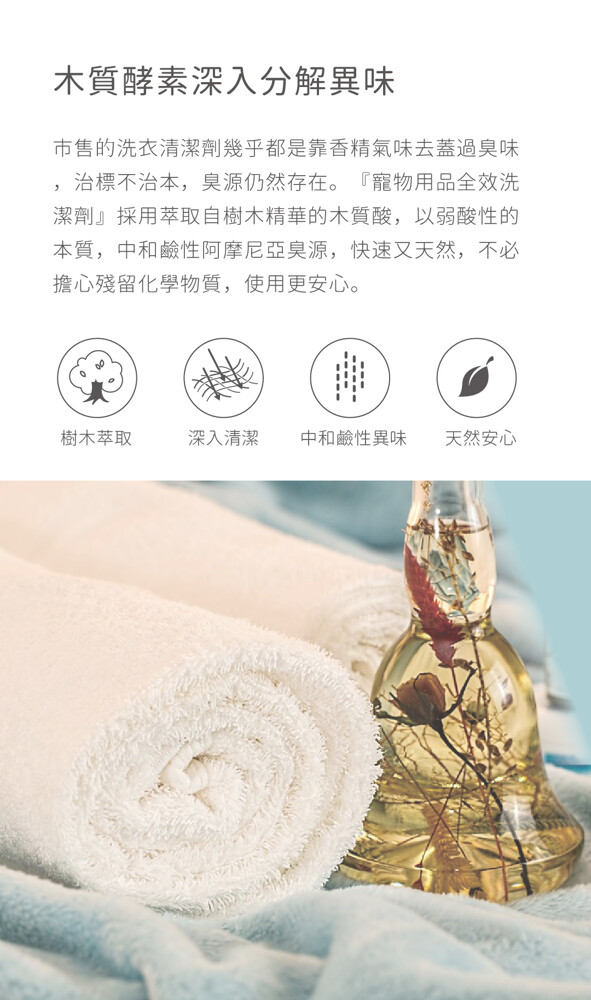 木質酵素深入分解異味
市售的洗衣清潔劑幾乎都是靠香精氣味去蓋過臭味
，治標不治本，臭源仍然存在。『寵物用品全效洗
潔劑』採用萃取自樹木精華的木質酸，以弱酸性的
本質，中和鹼性阿摩尼亞臭源，快速又天然，不必
擔心殘留化學物質，使用更安心。
樹木萃取
深入清潔
中和鹼性異味
天然安心